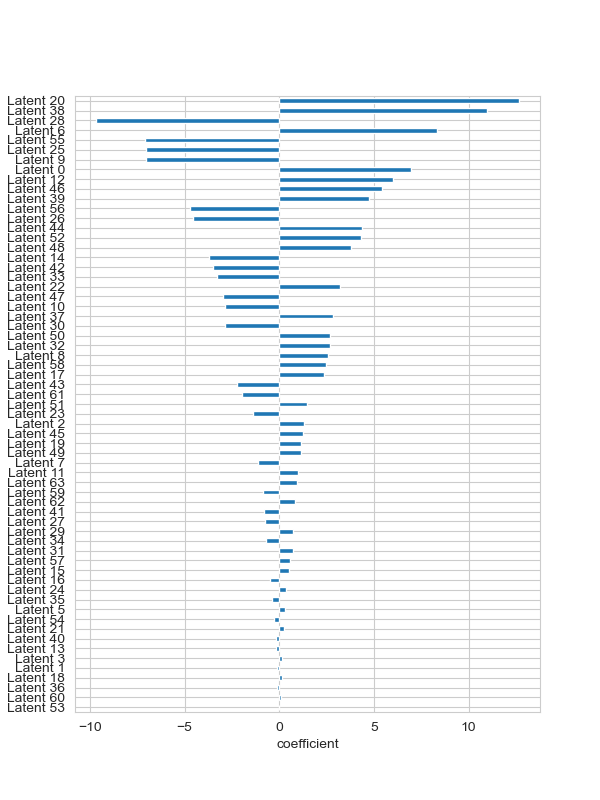 Latent 20
Latent 38
Latent 28
Latent 6
Latent 55
Latent 25
Latent 9
Latent 0
Latent 12
Latent 46
Latent 39
Latent 56
Latent 26
Latent 44
Latent 52
Latent 48
Latent 14
Latent 42
Latent 33
Latent 22
Latent 47
Latent 10
Latent 37
Latent 30
Latent 50
Latent 32
Latent 8
Latent 58
Latent 17
Latent 43
Latent 61
Latent 51
Latent 23
Latent 2
Latent 45
Latent 19
Latent 49
Latent 7
Latent 11
Latent 63
Latent 59
Latent 62
Latent 41
Latent 27
Latent 29
Latent 34
Latent 31
Latent 57
Latent 15
Latent 16
Latent 24
Latent 35
Latent 5
Latent 54
Latent 21
Latent 40
Latent 13
Latent 3
Latent 1
Latent 18
Latent 36
Latent 60
Latent 53
−10 −5 0 5 10
coefficient